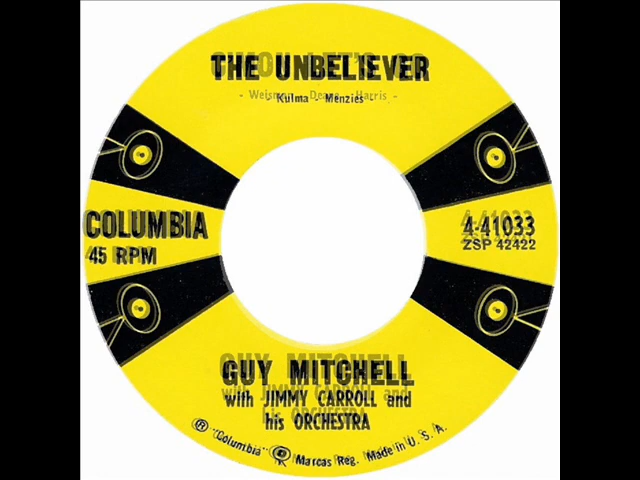 THE UNBELIEVER
- Kulma - Menzies -
COLUMBIA
45 RPM
4-41033
ZSP 42422
GUY MITCHELL
with JIMMY CARROLL and
his ORCHESTRA
® "Columbia" Marcas Reg. Made in U. S. A.